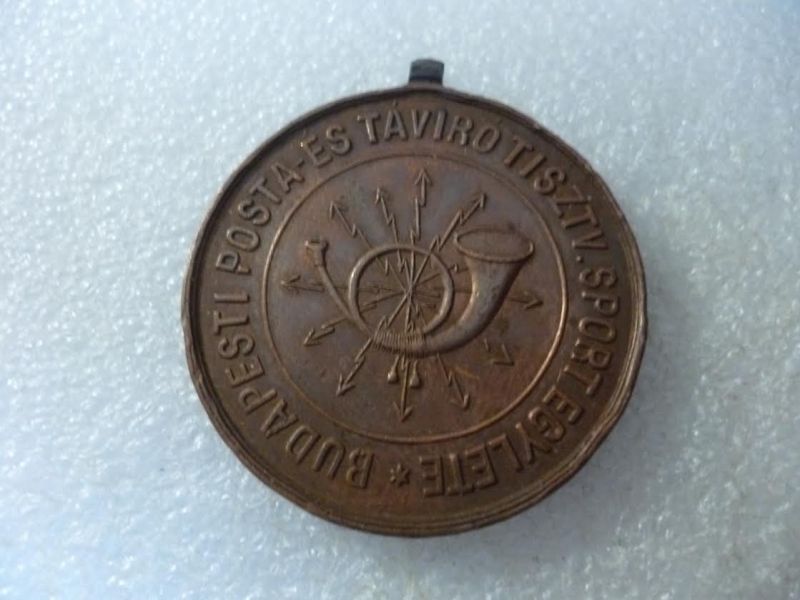 BUDAPESTI POSTA-ÉS TÁVIRÓ TISZTV. SPORT EGYLETE *